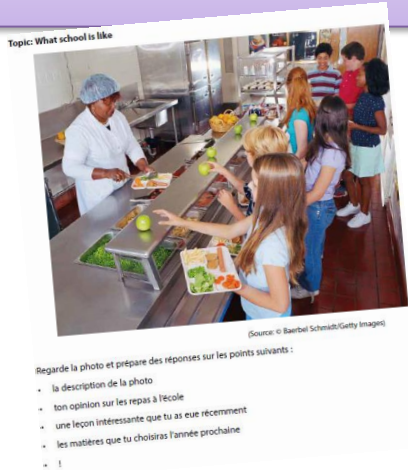 Topic: What school is like
(Source: © Baerbel Schmidt/Getty Images)
Regarde la photo et prépare des réponses sur les points suivants :
• la description de la photo
• ton opinion sur les repas à l'école
• une leçon intéressante que tu as eue récemment
• les matières que tu choisiras l'année prochaine
• !